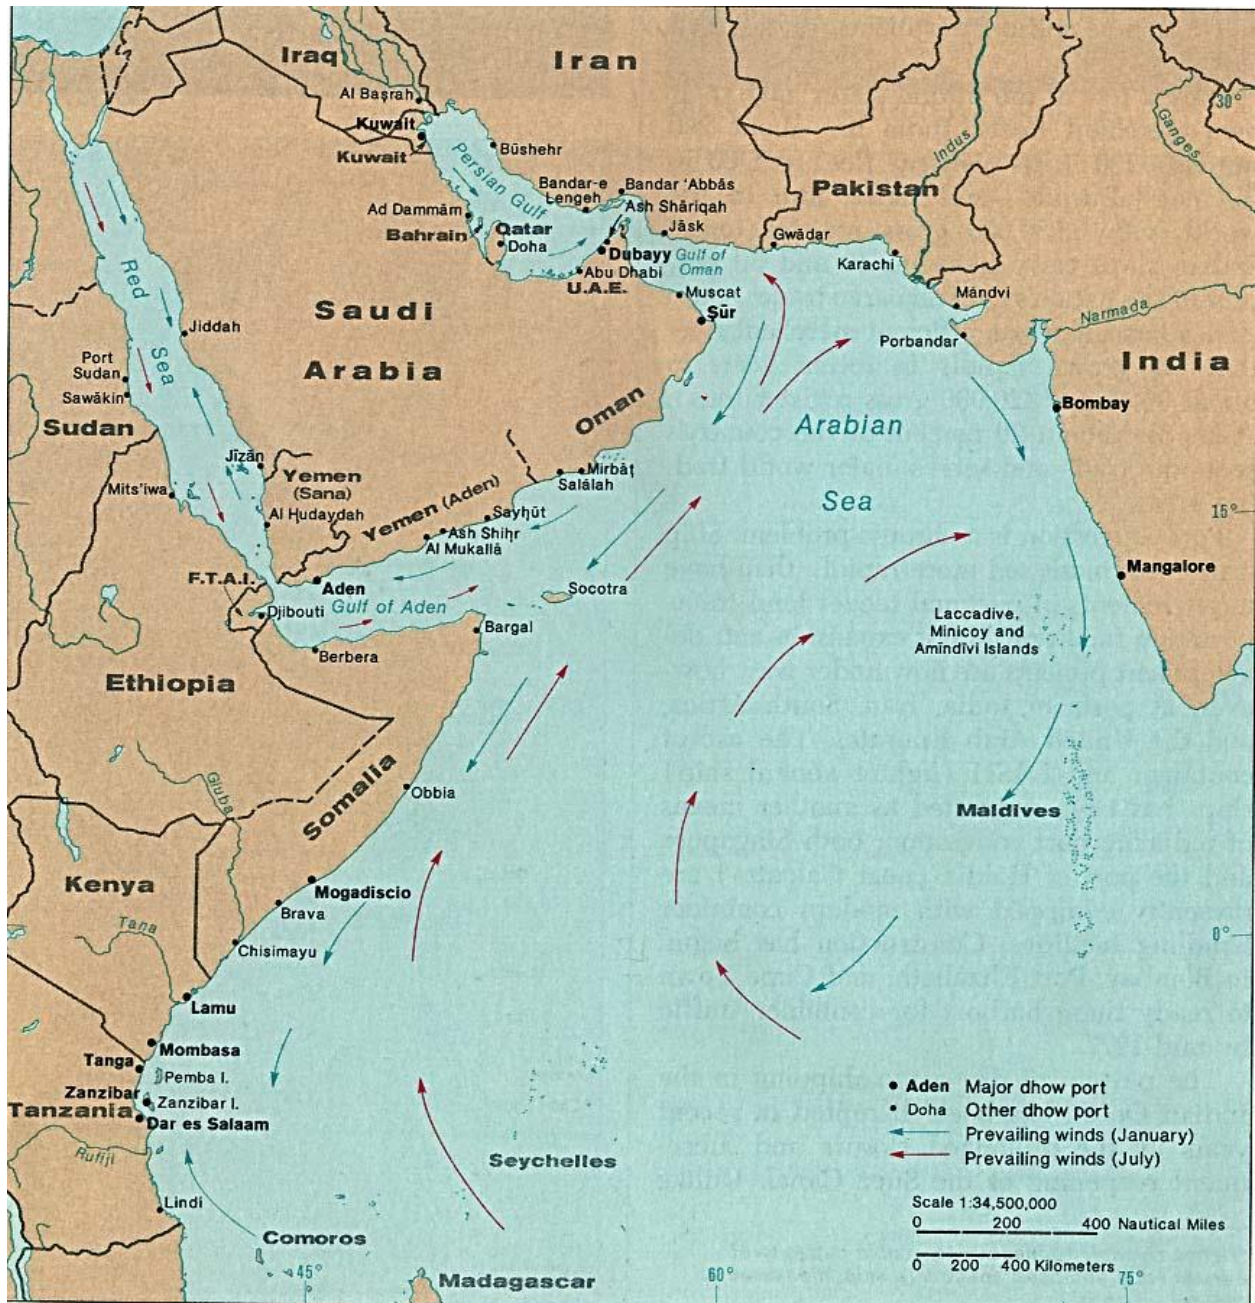 Iraq
Iran
Al Başrah
Kuwait
Kuwait
Būshehr
Persian Gulf
Bandar-e
Lengeh
Bandar 'Abbās
Ash Shāriqah
Ad Dammām
Bahrain
Qatar
Doha
Dubayy
Abu Dhabi
U.A.E.
Jāsk
Gulf of
Oman
Muscat
Şūr
Pakistan
Gwādar
Karachi
Indus
Ganges
30°
Māndvi
Narmada
Porbandar
India
Bombay
Red
Sea
Saudi
Arabia
Jiddah
Port
Sudan
Sawākin
Sudan
Oman
Arabian
Sea
Jīzān
Yemen
(Sana)
Mits'iwa
Al Ḩudaydah
Yemen (Aden)
Mirbāţ
Salālah
Sayḩūt
Ash Shiḩr
Al Mukallā
15°
Mangalore
F.T.A.I.
Aden
Djibouti
Gulf of Aden
Socotra
Bargal
Berbera
Laccadive,
Minicoy and
Amīndīvi Islands
Ethiopia
Somalia
Giuba
Obbia
Maldives
Kenya
Tana
Mogadiscio
Brava
Chisimayu
0°
Lamu
Mombasa
Tanga
Pemba I.
Zanzibar
Zanzibar I.
Tanzania
Dar es Salaam
Rufiji
Lindi
Seychelles
Comoros
Madagascar
45°
60°
75°
Aden Major dhow port
Doha Other dhow port
Prevailing winds (January)
Prevailing winds (July)
Scale 1:34,500,000
0 200 400 Nautical Miles
0 200 400 Kilometers